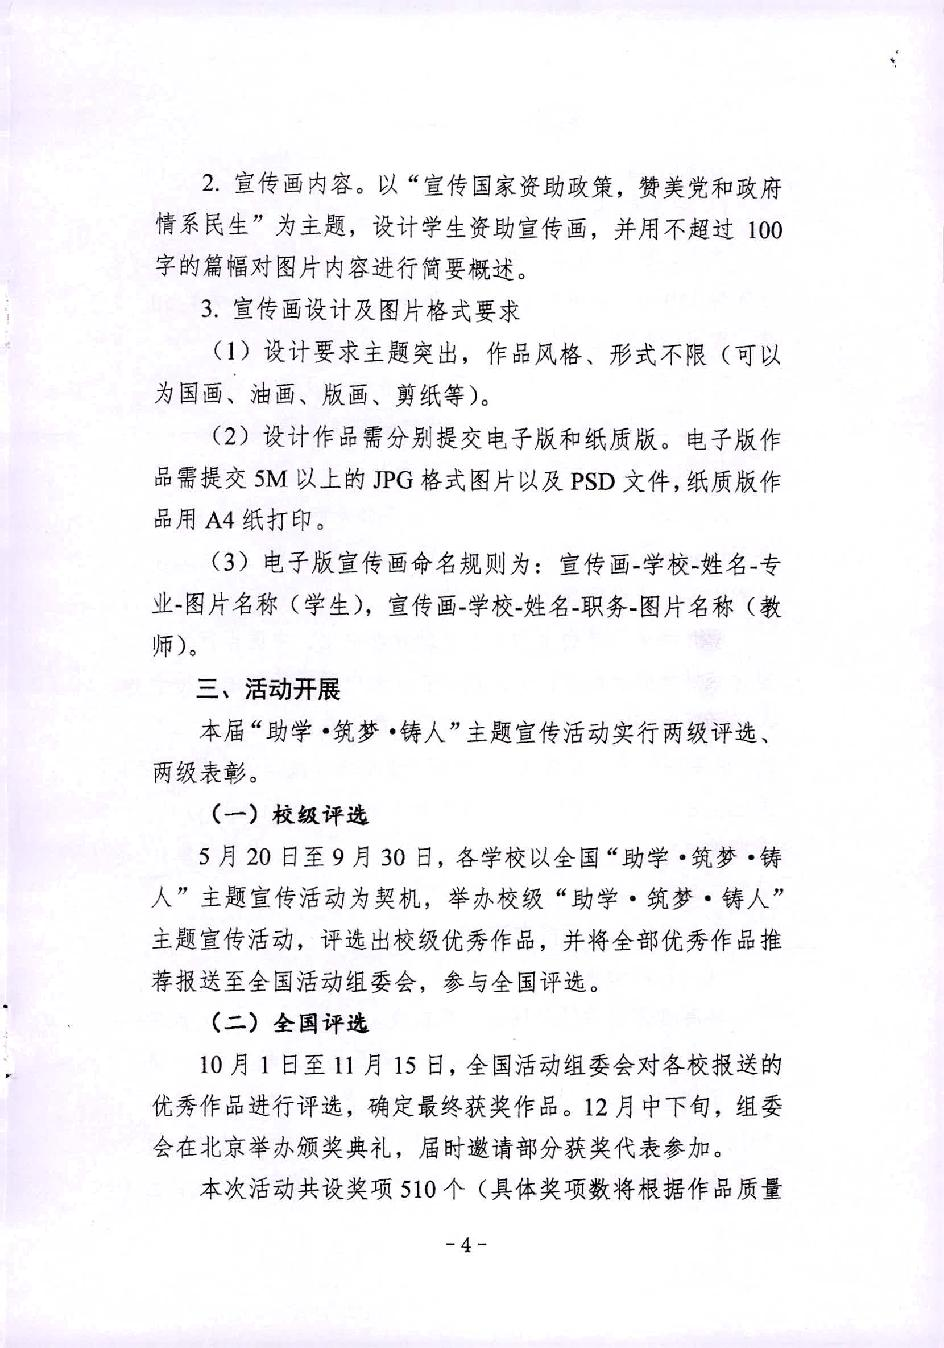 2. 宣传画内容。以“宣传国家资助政策，赞美党和政府
情系民生”为主题，设计学生资助宣传画，并用不超过 100
字的篇幅对图片内容进行简要概述。
3. 宣传画设计及图片格式要求
（1）设计要求主题突出，作品风格、形式不限（可以
为国画、油画、版画、剪纸等）。
（2）设计作品需分别提交电子版和纸质版。电子版作
品需提交 5M 以上的 JPG 格式图片以及 PSD 文件，纸质版作
品用 A4 纸打印。
（3）电子版宣传画命名规则为：宣传画-学校-姓名-专
业-图片名称（学生），宣传画-学校-姓名-职务-图片名称（教
师）。
三、活动开展
本届“助学·筑梦·铸人”主题宣传活动实行两级评选、
两级表彰。
（一）校级评选
5 月 20 日至 9 月 30 日，各学校以全国“助学·筑梦·铸
人”主题宣传活动为契机，举办校级“助学·筑梦·铸人”
主题宣传活动，评选出校级优秀作品，并将全部优秀作品推
荐报送至全国活动组委会，参与全国评选。
（二）全国评选
10 月 1 日至 11 月 15 日，全国活动组委会对各校报送的
优秀作品进行评选，确定最终获奖作品。12 月中下旬，组委
会在北京举办颁奖典礼，届时邀请部分获奖代表参加。
本次活动共设奖项 510 个（具体奖项数将根据作品质量
- 4 -